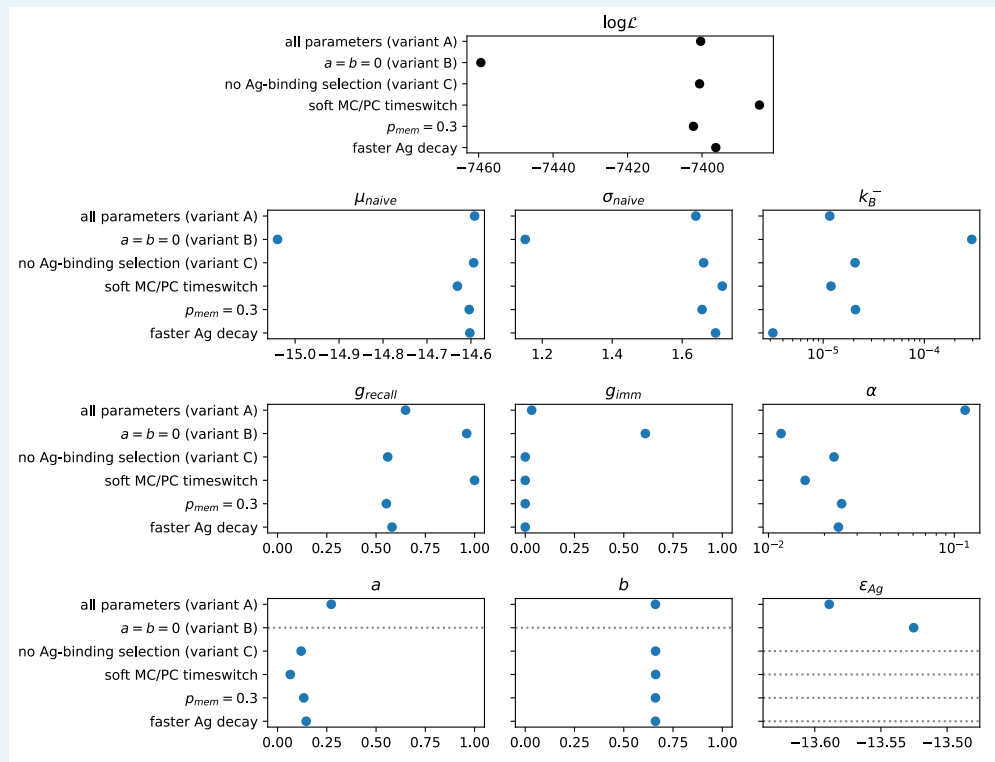 logℒ
all parameters (variant A)
a = b = 0 (variant B)
no Ag-binding selection (variant C)
soft MC/PC timeswitch
p_mem = 0.3
faster Ag decay
−7460 −7440 −7420 −7400
μ_naive σ_naive k_B^−
all parameters (variant A)
a = b = 0 (variant B)
no Ag-binding selection (variant C)
soft MC/PC timeswitch
p_mem = 0.3
faster Ag decay
−15.0 −14.9 −14.8 −14.7 −14.6 1.2 1.4 1.6 10^−5 10^−4
g_recall g_imm α
all parameters (variant A)
a = b = 0 (variant B)
no Ag-binding selection (variant C)
soft MC/PC timeswitch
p_mem = 0.3
faster Ag decay
0.00 0.25 0.50 0.75 1.00 0.00 0.25 0.50 0.75 1.00 10^−2 10^−1
a b ε_Ag
all parameters (variant A)
a = b = 0 (variant B)
no Ag-binding selection (variant C)
soft MC/PC timeswitch
p_mem = 0.3
faster Ag decay
0.00 0.25 0.50 0.75 1.00 0.00 0.25 0.50 0.75 1.00 −13.60 −13.55 −13.50